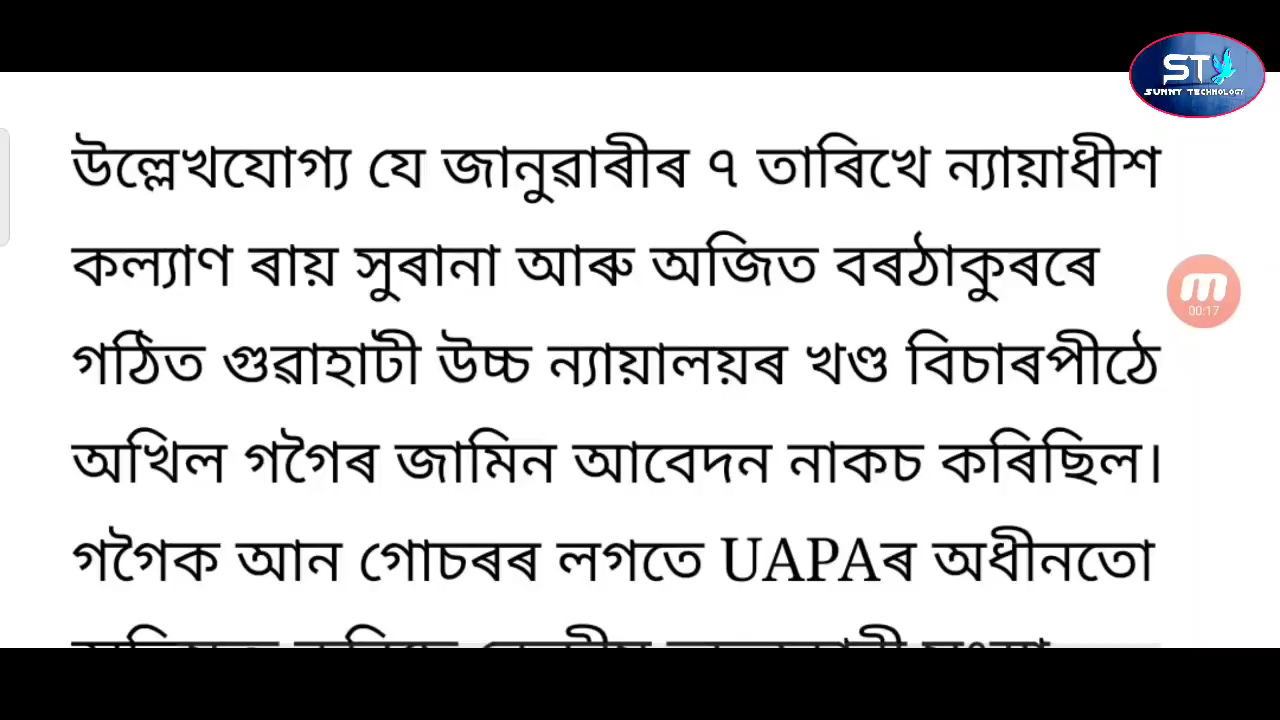 STY
SUNNY TECHNOLOGY
উল্লেখযোগ্য যে জানুৱাৰীৰ ৭ তাৰিখে ন্যায়াধীশ
কল্যাণ ৰায় সুৰানা আৰু অজিত বৰঠাকুৰৰে
গঠিত গুৱাহাটী উচ্চ ন্যায়ালয়ৰ খণ্ড বিচাৰপীঠে
অখিল গগৈৰ জামিন আবেদন নাকচ কৰিছিল।
গগৈক আন গোচৰৰ লগতে UAPAৰ অধীনতো
00:17